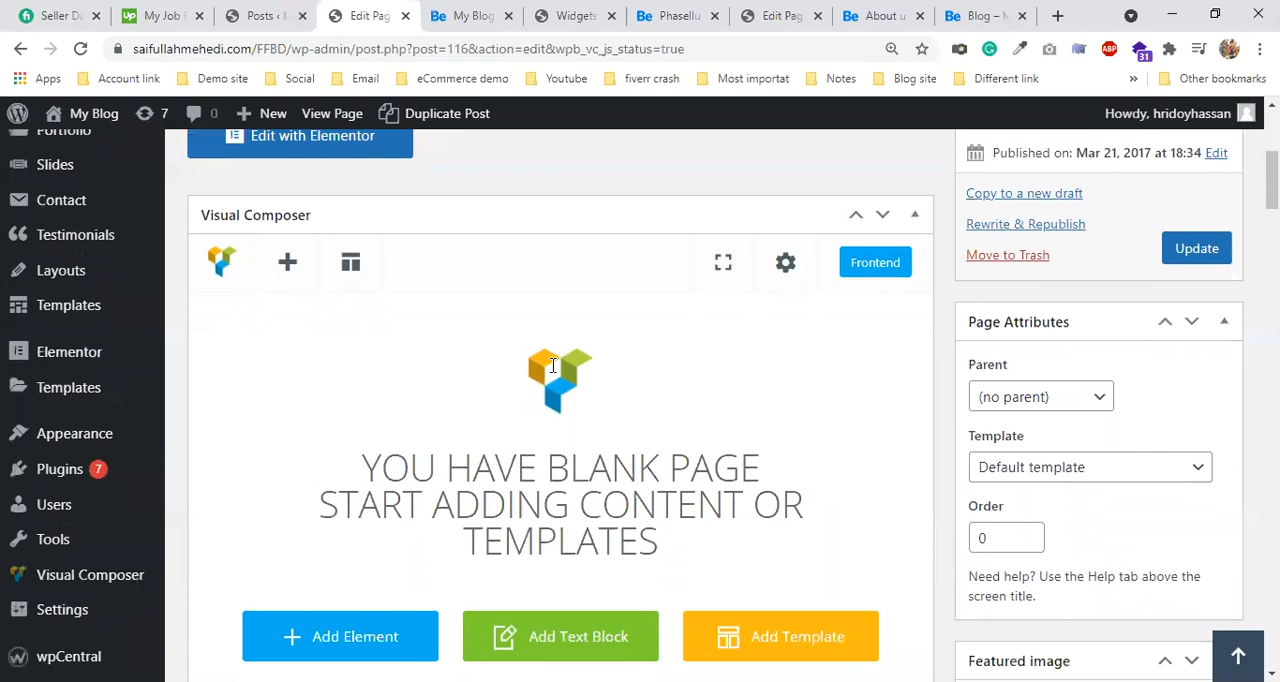 Seller Da
My Job F
Posts ‹ M
Edit Pag
Be My Blog
Widgets
Be Phasellu
Edit Pag
Be About u
Be Blog – M
saifullahmehedi.com/FFBD/wp-admin/post.php?post=116&action=edit&wpb_vc_js_status=true
ABP
31
Apps
Account link
Demo site
Social
Email
eCommerce demo
Youtube
fiverr crash
Most importat
Notes
Blog site
Different link
»
Other bookmarks
My Blog
7
0
New
View Page
Duplicate Post
Howdy, hridoyhassan
Portfolio
Slides
Contact
Testimonials
Layouts
Templates
Elementor
Templates
Appearance
Plugins 7
Users
Tools
Visual Composer
Settings
wpCentral
Edit with Elementor
Visual Composer
Frontend
YOU HAVE BLANK PAGE
START ADDING CONTENT OR
TEMPLATES
Add Element
Add Text Block
Add Template
Published on: Mar 21, 2017 at 18:34 Edit
Copy to a new draft
Rewrite & Republish
Move to Trash
Update
Page Attributes
Parent
(no parent)
Template
Default template
Order
0
Need help? Use the Help tab above the
screen title.
Featured image